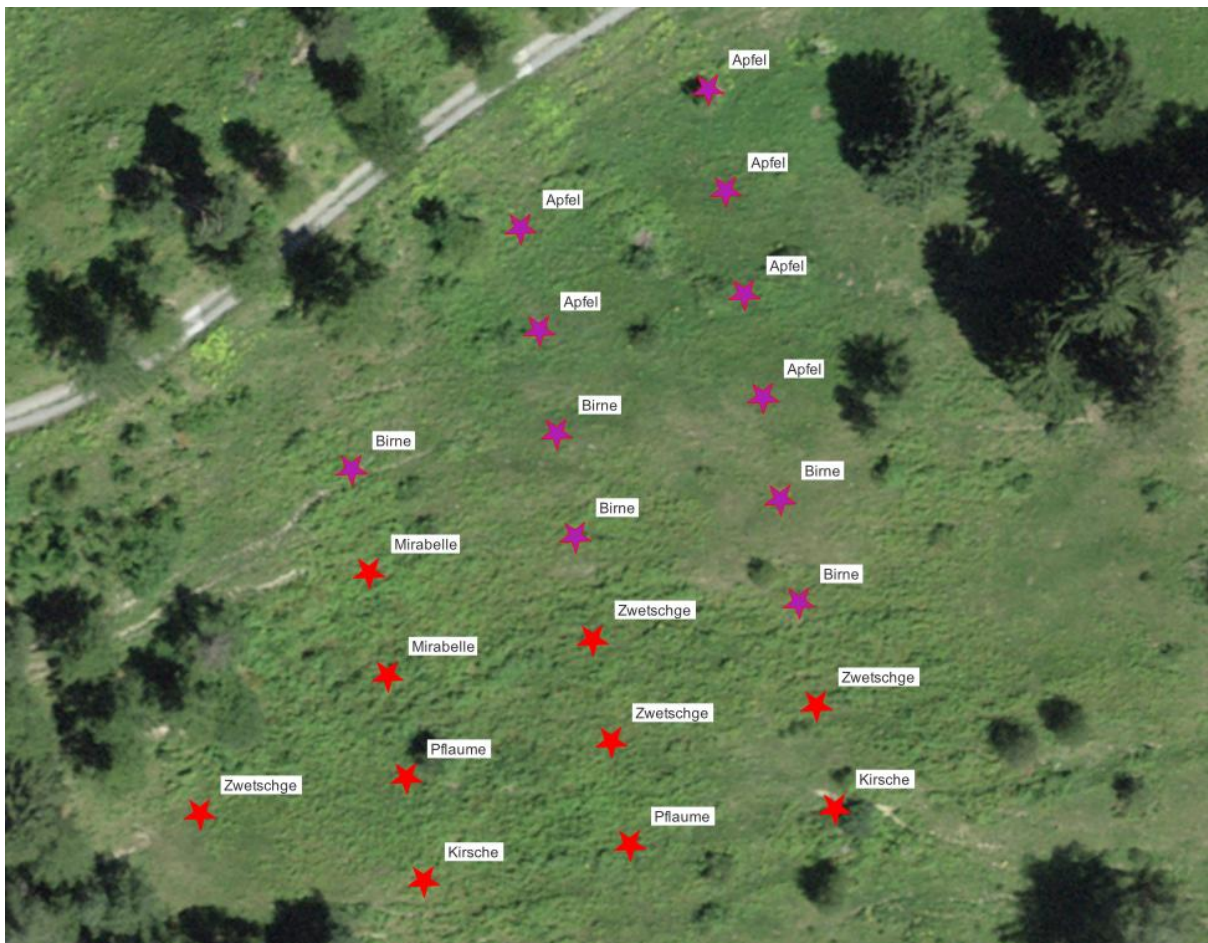 Apfel
Apfel
Apfel
Apfel
Apfel
Apfel
Birne
Birne
Birne
Birne
Mirabelle
Birne
Zwetschge
Mirabelle
Zwetschge
Zwetschge
Pflaume
Zwetschge
Kirsche
Pflaume
Kirsche